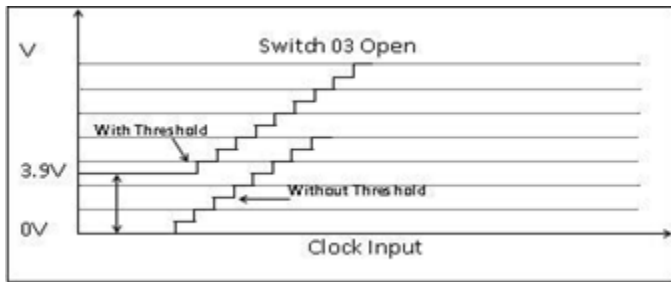 V
Switch 03 Open
With Threshold
3.9V
Without Threshold
0V
Clock Input